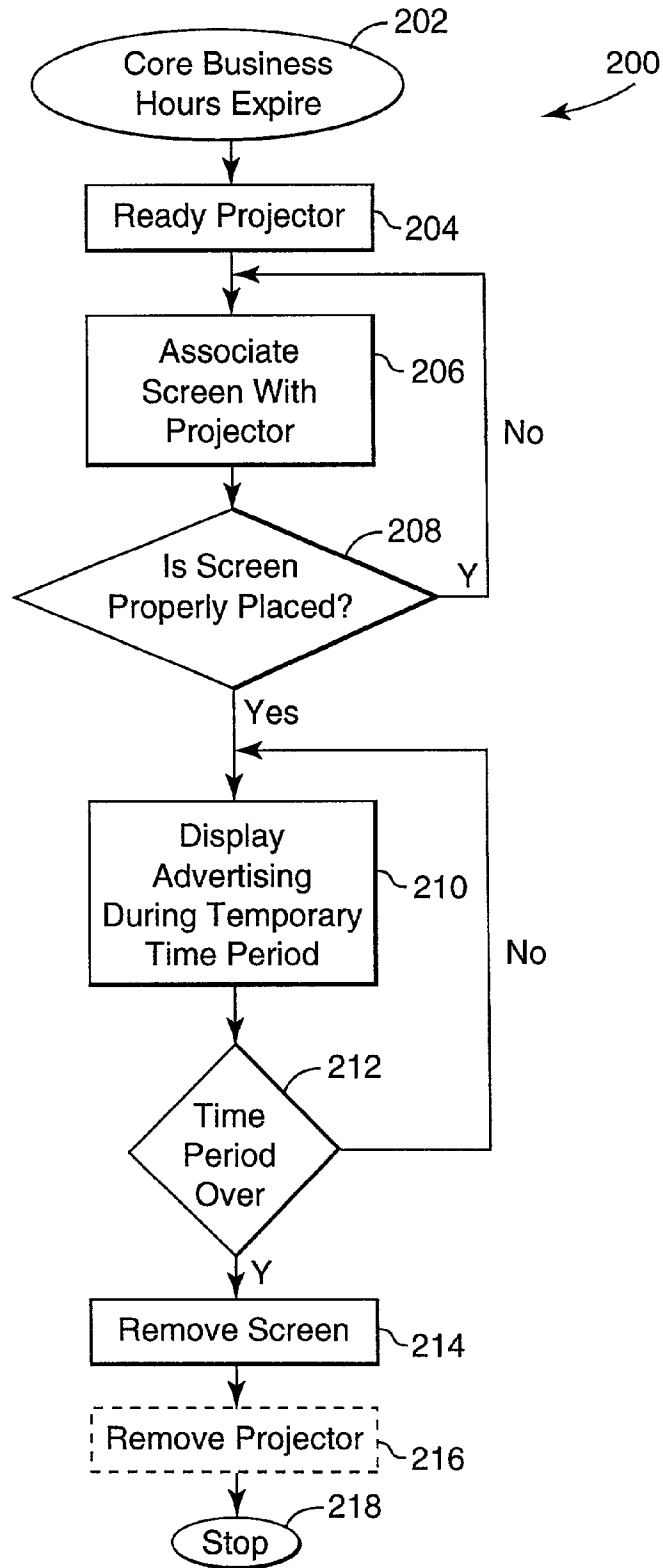 202
Core Business
Hours Expire
200
Ready Projector
204
Associate
Screen With
Projector
206
No
208
Is Screen
Properly Placed?
Y
Yes
Display
Advertising
During Temporary
Time Period
210
No
212
Time
Period
Over
Y
Remove Screen
214
Remove Projector
216
218
Stop